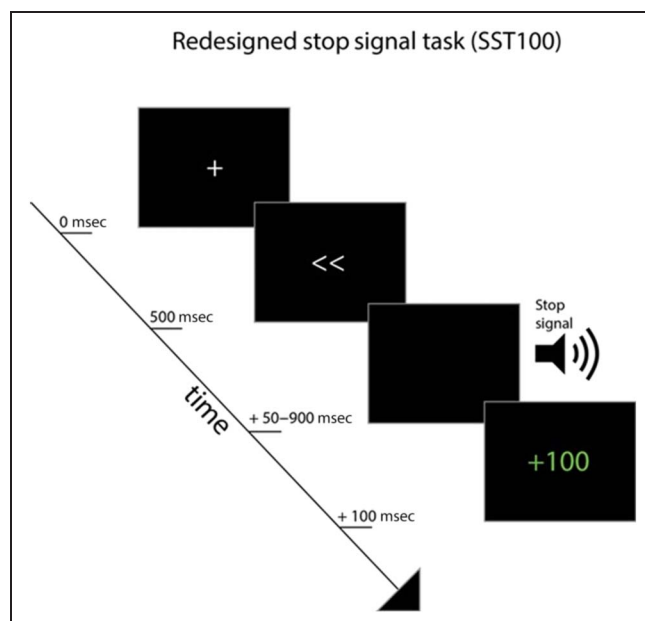 Redesigned stop signal task (SST100)
+
0 msec
<<
500 msec
Stop
signal
time
+ 50–900 msec
+100
+ 100 msec